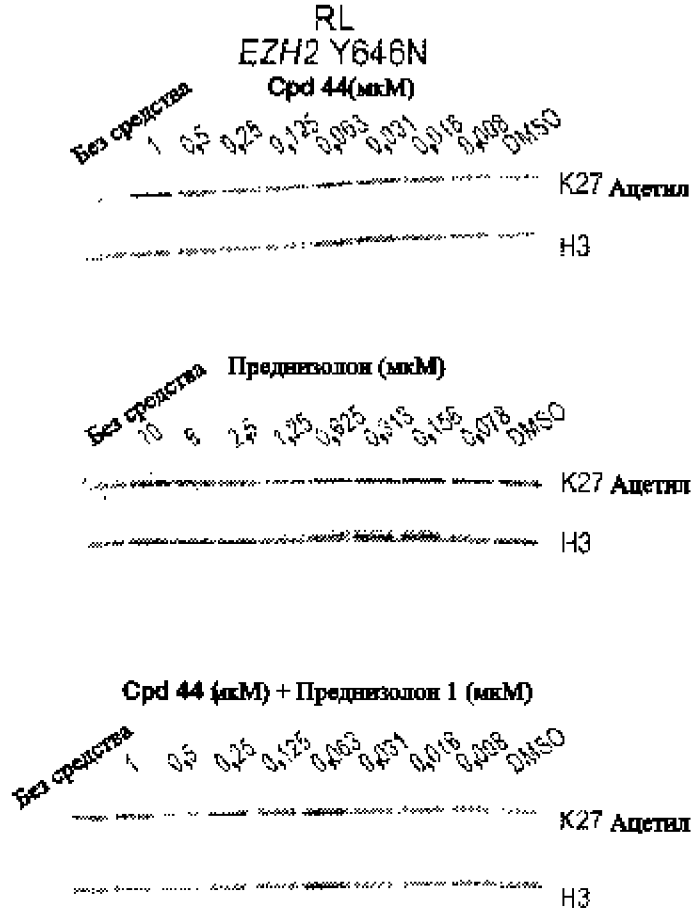 RL
EZH2 Y646N
Cpd 44(мкМ)
Без средства 1 0,5 0,25 0,125 0,063 0,031 0,016 0,008 DMSO
K27 Ацетил
H3
Преднизолон (мкМ)
Без средства 10 5 2,5 1,25 0,625 0,313 0,156 0,078 DMSO
K27 Ацетил
H3
Cpd 44 (мкМ) + Преднизолон 1 (мкМ)
Без средства 1 0,5 0,25 0,125 0,063 0,031 0,016 0,008 DMSO
K27 Ацетил
H3